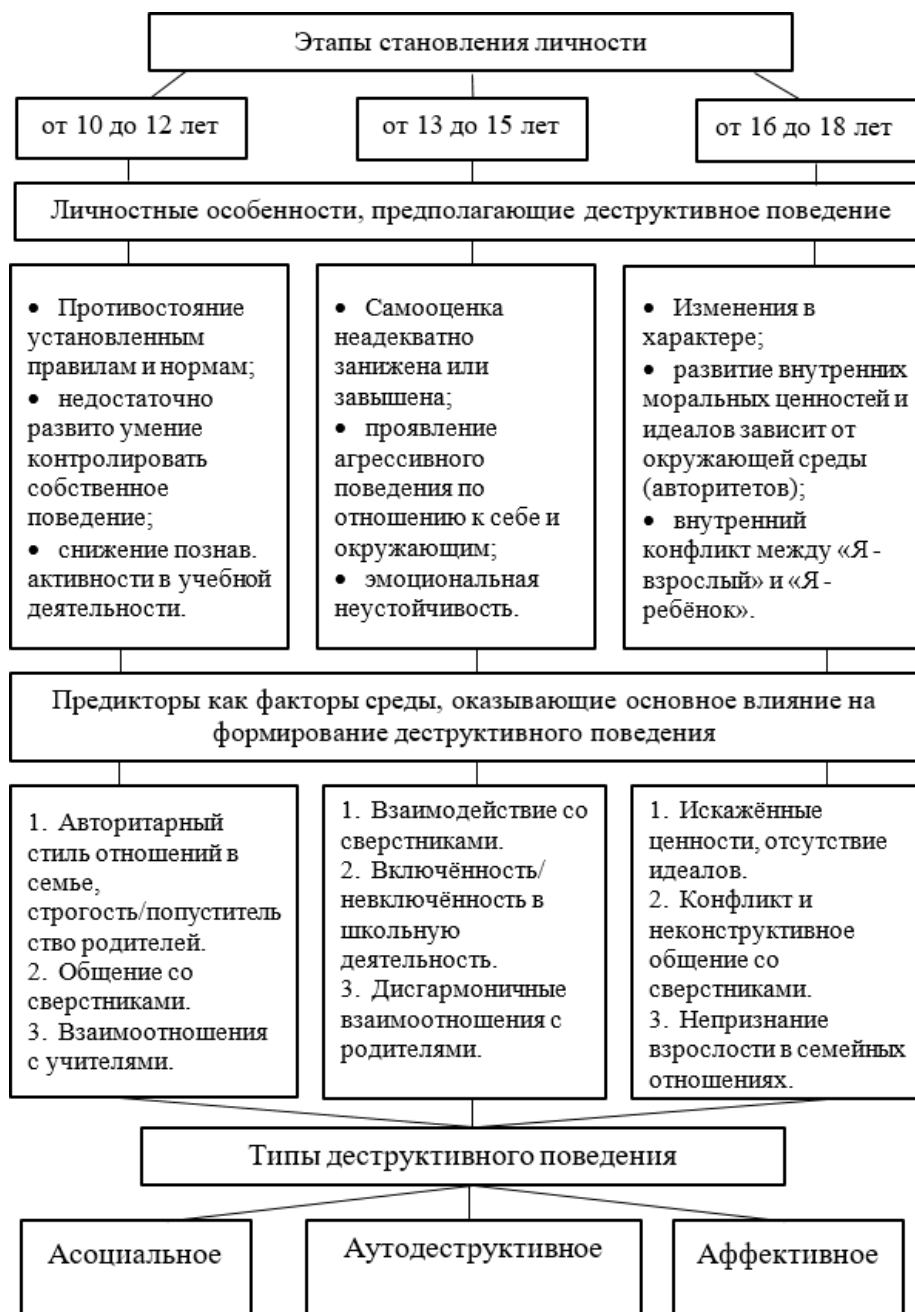 Этапы становления личности
от 10 до 12 лет
от 13 до 15 лет
от 16 до 18 лет
Личностные особенности, предполагающие деструктивное поведение
• Противостояние
установленным
правилам и нормам;
• недостаточно
развито умение
контролировать
собственное
поведение;
• снижение познав.
активности в учебной
деятельности.
• Самооценка
неадекватно
занижена или
завышена;
• проявление
агрессивного
поведения по
отношению к себе и
окружающим;
• эмоциональная
неустойчивость.
• Изменения в
характере;
• развитие внутренних
моральных ценностей и
идеалов зависит от
окружающей среды
(авторитетов);
• внутренний
конфликт между «Я -
взрослый» и «Я -
ребёнок».
Предикторы как факторы среды, оказывающие основное влияние на
формирование деструктивного поведения
1. Авторитарный
стиль отношений в
семье,
строгость/попуститель
ство родителей.
2. Общение со
сверстниками.
3. Взаимоотношения
с учителями.
1. Взаимодействие со
сверстниками.
2. Включённость/
невключённость в
школьную
деятельность.
3. Дисгармоничные
взаимоотношения с
родителями.
1. Искажённые
ценности, отсутствие
идеалов.
2. Конфликт и
неконструктивное
общение со
сверстниками.
3. Непризнание
взрослости в семейных
отношениях.
Типы деструктивного поведения
Асоциальное
Аутодеструктивное
Аффективное